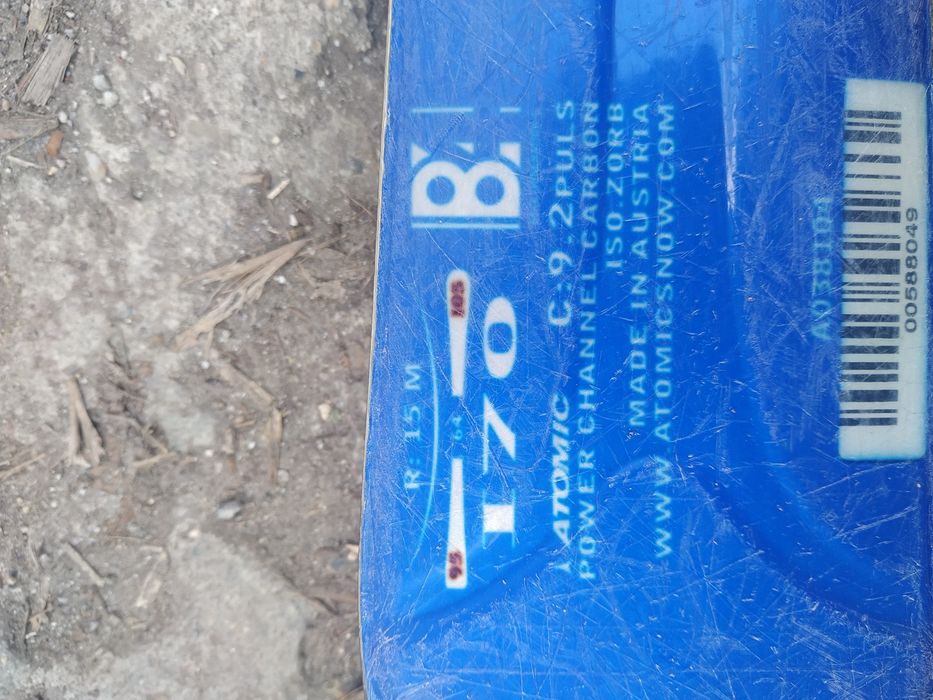 R: 15 M
95 64 105
170 B
ATOMIC C:9.2PULS
POWER CHANNEL CARBON
ISO.ZORB
MADE IN AUSTRIA
WWW.ATOMICSNOW.COM
00588049